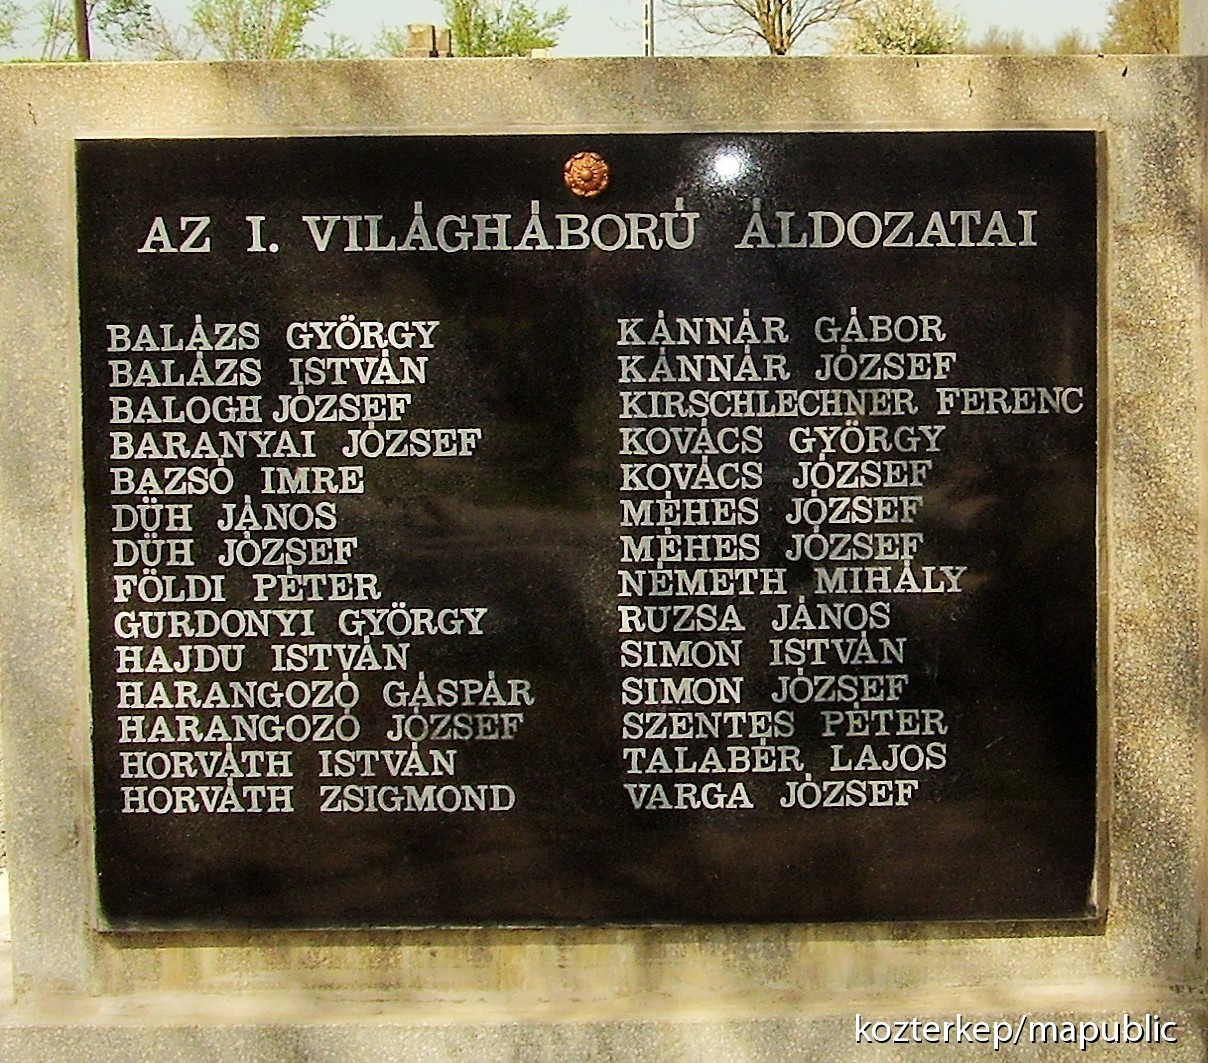 AZ I. VILÁGHÁBORÚ ÁLDOZATAI
BALÁZS GYÖRGY
BALÁZS ISTVÁN
BALOGH JÓZSEF
BARANYAI JÓZSEF
BAZSÓ IMRE
DÜH JÁNOS
DÜH JÓZSEF
FÖLDI PÉTER
GURDONYI GYÖRGY
HAJDU ISTVÁN
HARANGOZÓ GÁSPÁR
HARANGOZÓ JÓZSEF
HORVÁTH ISTVÁN
HORVÁTH ZSIGMOND
KÁNNÁR GÁBOR
KÁNNÁR JÓZSEF
KIRSCHLECHNER FERENC
KOVÁCS GYÖRGY
KOVÁCS JÓZSEF
MÉHES JÓZSEF
MÉHES JÓZSEF
NÉMETH MIHÁLY
RUZSA JÁNOS
SIMON ISTVÁN
SIMON JÓZSEF
SZENTES PÉTER
TALABÉR LAJOS
VARGA JÓZSEF
kozterkep/mapublic